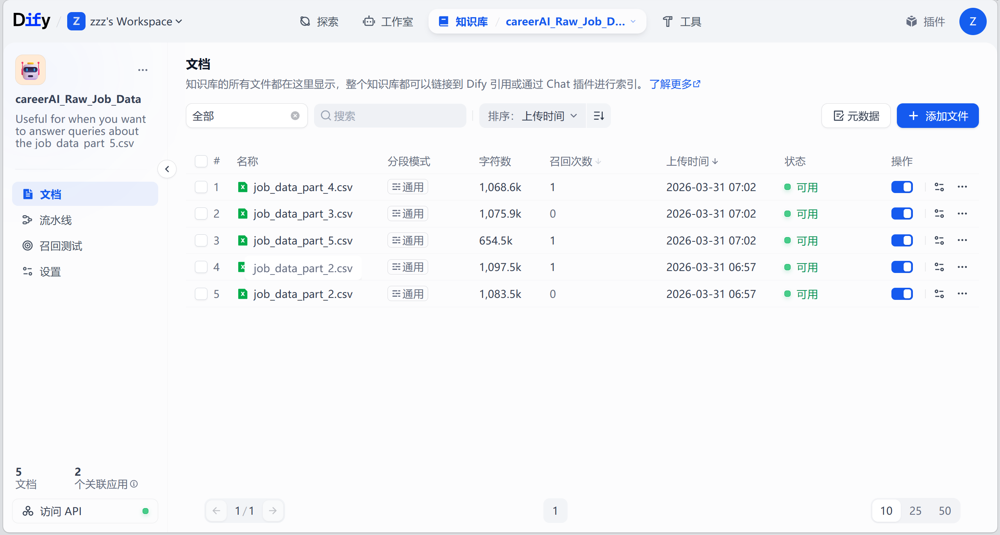 Dify / Z zzz's Workspace
探索
工作室
知识库 / careerAI_Raw_Job_D...
工具
插件
Z
careerAI_Raw_Job_Data
Useful for when you want
to answer queries about
the job_data_part_5.csv
文档
流水线
召回测试
设置
5
文档
2
个关联应用
访问 API
文档
知识库的所有文件都在这里显示，整个知识库都可以链接到 Dify 引用或通过 Chat 插件进行索引。 了解更多
全部
搜索
排序： 上传时间
元数据
+ 添加文件
# 名称 分段模式 字符数 召回次数 ↓ 上传时间 ↓ 状态 操作
1 job_data_part_4.csv 通用 1,068.6k 1 2026-03-31 07:02 可用
2 job_data_part_3.csv 通用 1,075.9k 0 2026-03-31 07:02 可用
3 job_data_part_5.csv 通用 654.5k 1 2026-03-31 07:02 可用
4 job_data_part_2.csv 通用 1,097.5k 1 2026-03-31 06:57 可用
5 job_data_part_2.csv 通用 1,083.5k 0 2026-03-31 06:57 可用
← 1 / 1 →
1
10 25 50